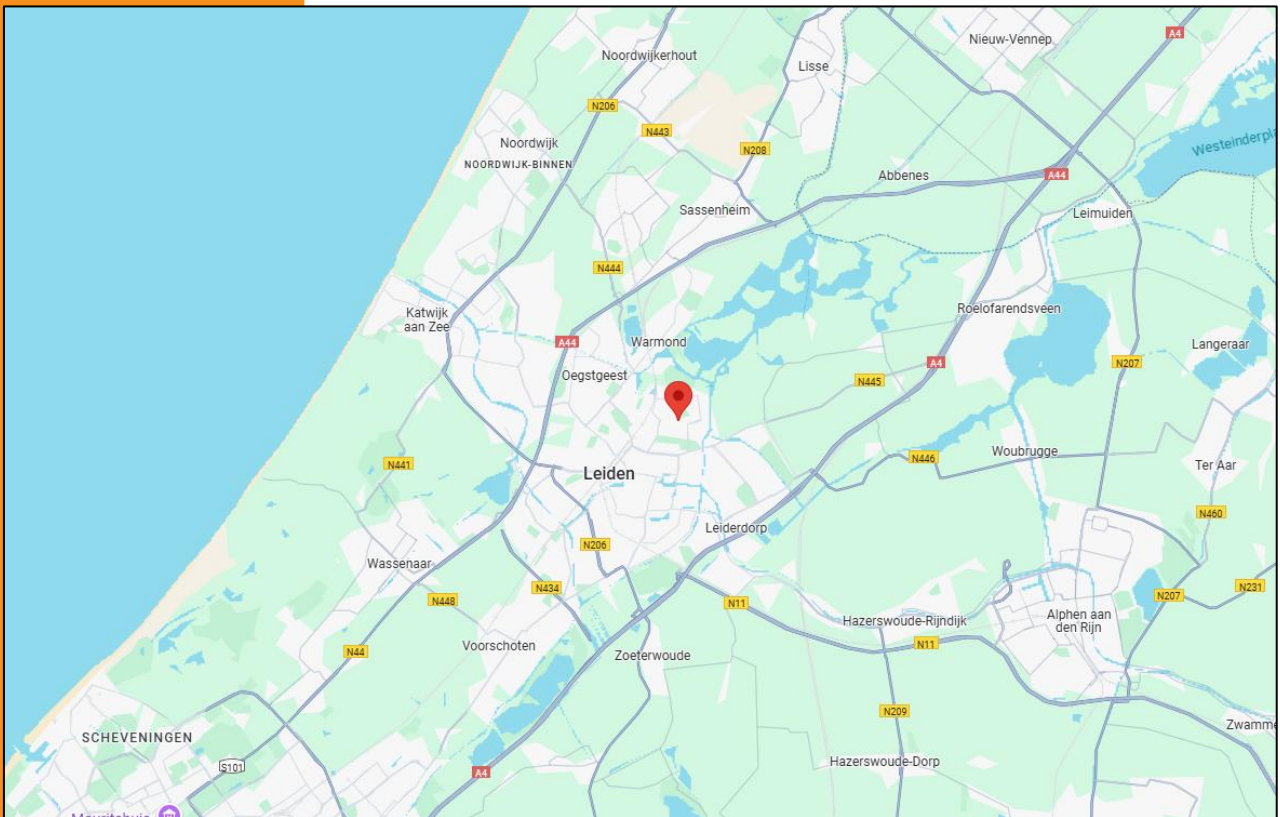 Nieuw-Vennep
A4
Noordwijkerhout
Lisse
N206
N443
Noordwijk
NOORDWIJK-BINNEN
N208
Westeinderpla
Abbenes
A44
Sassenheim
Leimuiden
N444
Katwijk
aan Zee
Roelofarendsveen
A44
Warmond
Langeraar
Oegstgeest
A4
N207
N445
N441
Leiden
N446
Woubrugge
Ter Aar
N460
Leiderdorp
N206
Wassenaar
N434
N448
N11
N207
N231
Hazerswoude-Rijndijk
Alphen aan
den Rijn
Voorschoten
N44
Zoeterwoude
N11
N209
Zwamme
SCHEVENINGEN
S101
A4
Hazerswoude-Dorp